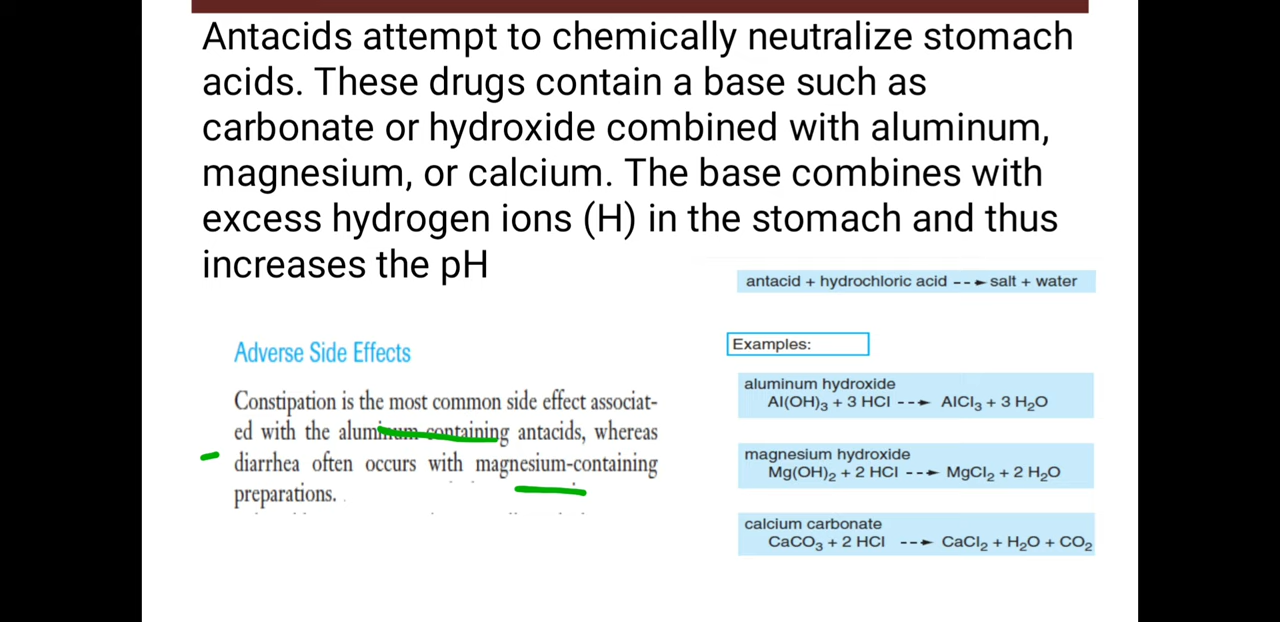 Antacids attempt to chemically neutralize stomach
acids. These drugs contain a base such as
carbonate or hydroxide combined with aluminum,
magnesium, or calcium. The base combines with
excess hydrogen ions (H) in the stomach and thus
increases the pH
antacid + hydrochloric acid --➛ salt + water
Adverse Side Effects
Constipation is the most common side effect associat-
ed with the aluminum-containing antacids, whereas
diarrhea often occurs with magnesium-containing
preparations.
Examples:
aluminum hydroxide
Al(OH)₃ + 3 HCl --➛ AlCl₃ + 3 H₂O
magnesium hydroxide
Mg(OH)₂ + 2 HCl --➛ MgCl₂ + 2 H₂O
calcium carbonate
CaCO₃ + 2 HCl --➛ CaCl₂ + H₂O + CO₂